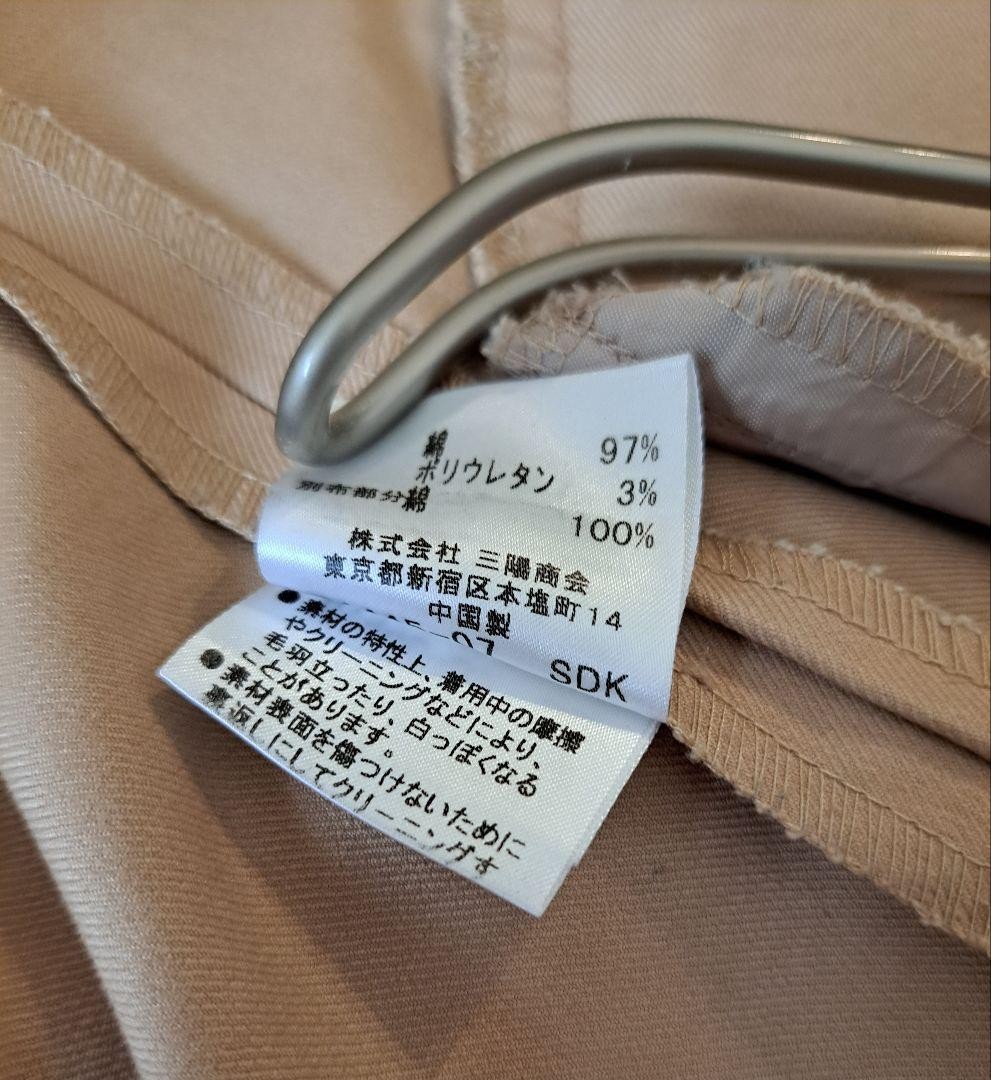 綿 97%
ポリウレタン 3%
別布部分綿 100%
株式会社 三陽商会
東京都新宿区本塩町14
中国製
SDK
●素材の特性上、着用中の摩擦
やクリーニングなどにより、
毛羽立ったり、白っぽくなる
ことがあります。
●素材表面を傷つけないために
裏返しにしてクリーニングす